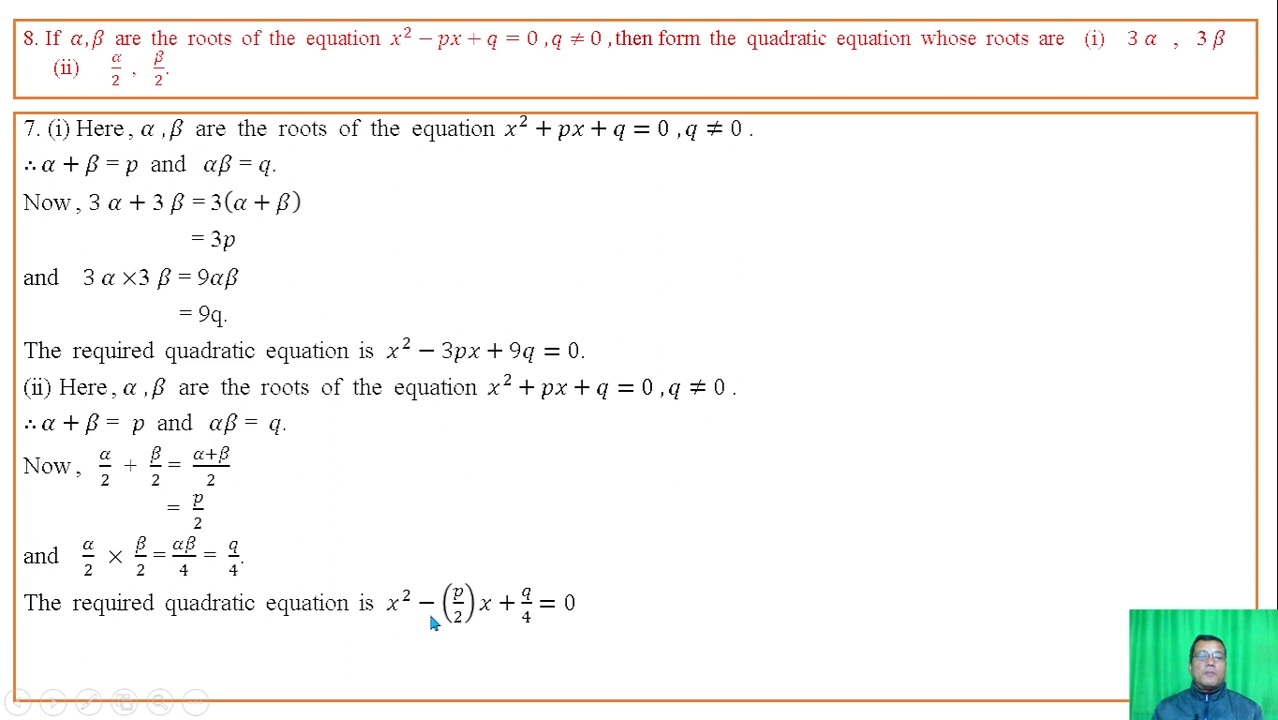 8. If α,β are the roots of the equation x² − px + q = 0 ,q ≠ 0 ,then form the quadratic equation whose roots are (i) 3 α , 3 β
(ii) α/2 , β/2.
7. (i) Here, α ,β are the roots of the equation x² + px + q = 0 ,q ≠ 0 .
∴ α + β = p and αβ = q.
Now , 3 α + 3 β = 3(α + β)
= 3p
and 3 α ×3 β = 9αβ
= 9q.
The required quadratic equation is x² − 3px + 9q = 0.
(ii) Here, α ,β are the roots of the equation x² + px + q = 0 ,q ≠ 0 .
∴ α + β = p and αβ = q.
Now , α/2 + β/2 = (α+β)/2
= p/2
and α/2 × β/2 = αβ/4 = q/4.
The required quadratic equation is x² − (p/2)x + q/4 = 0